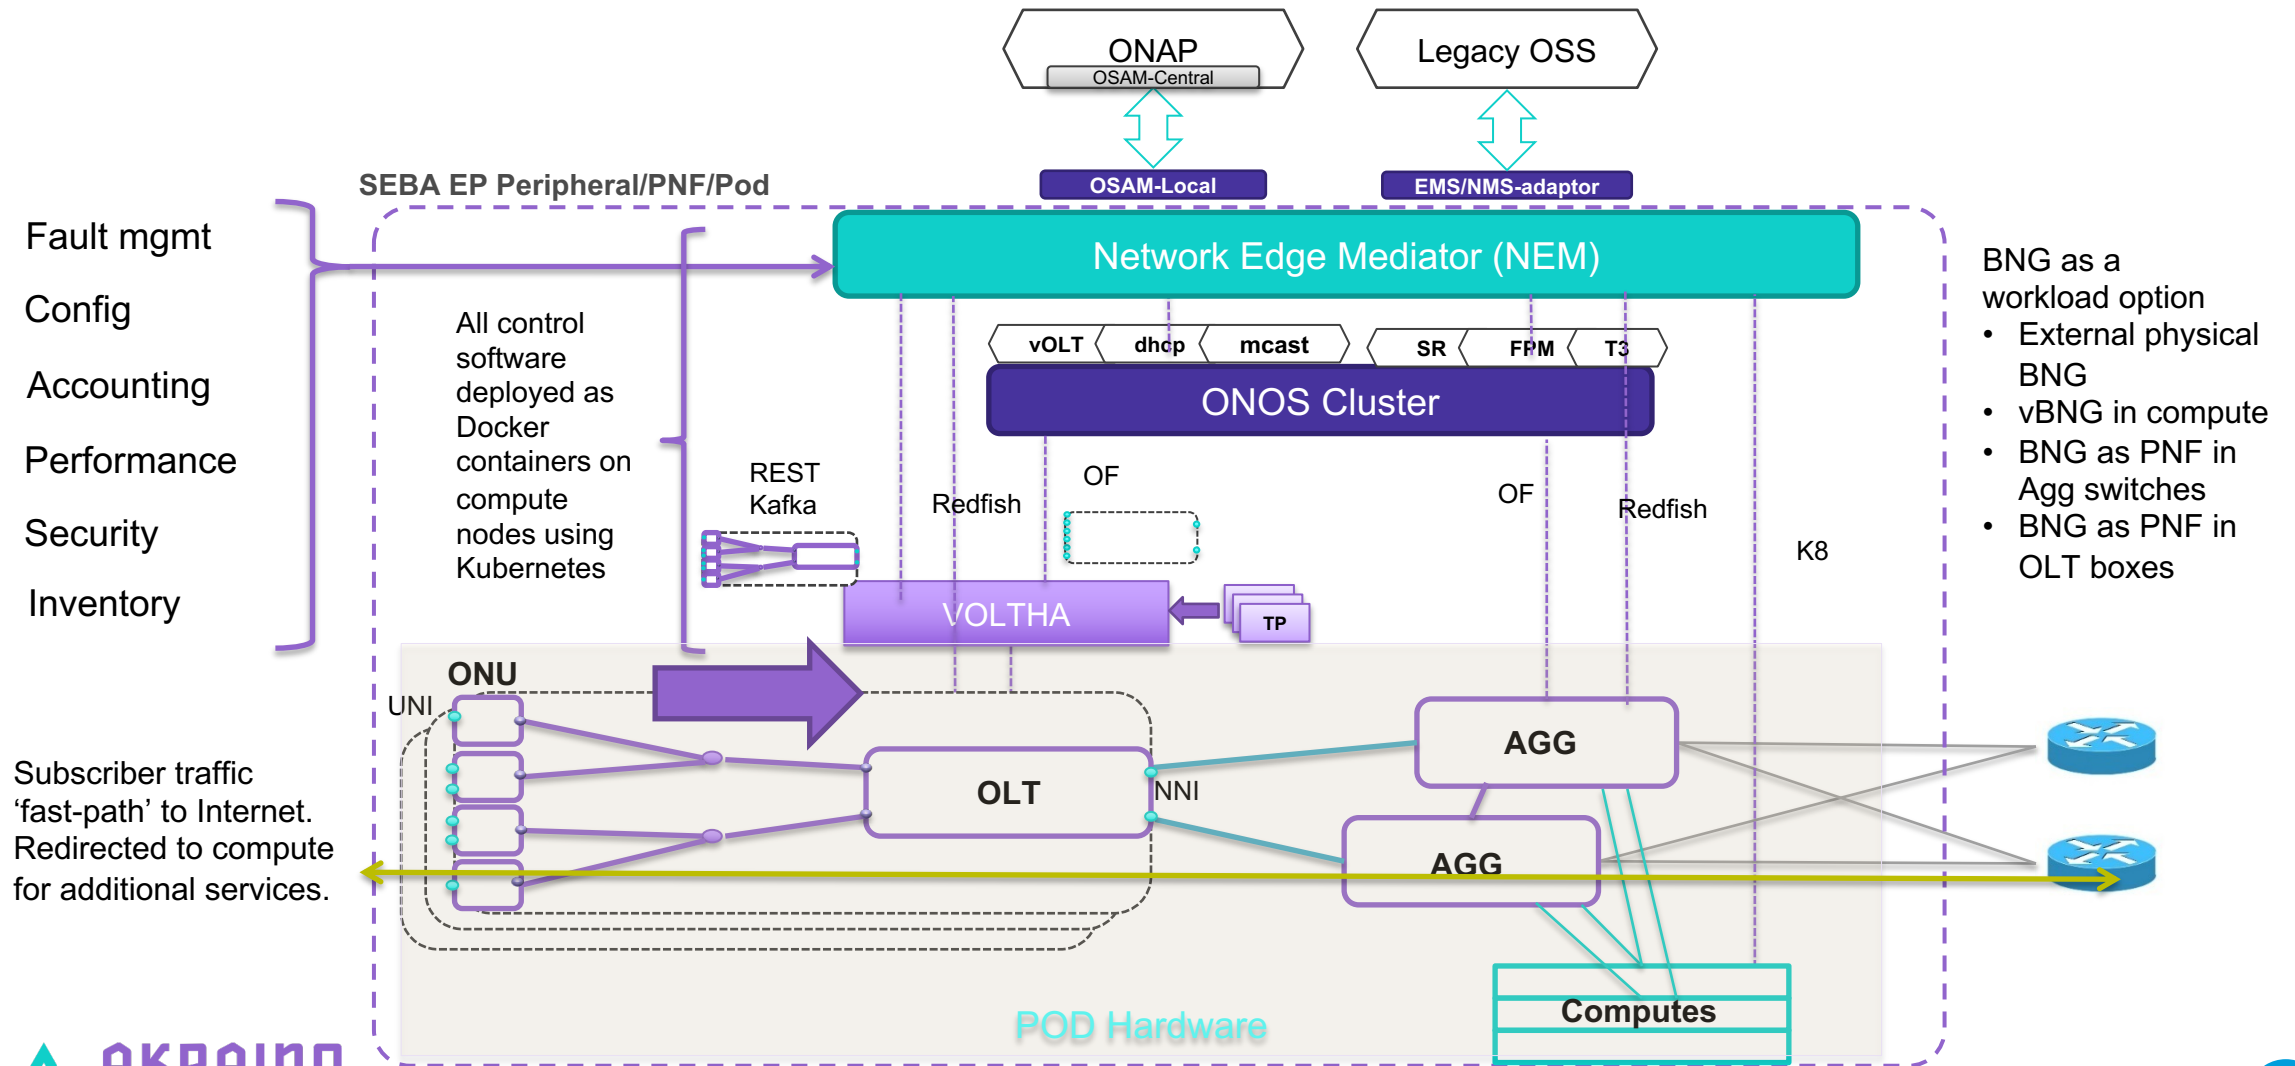 ONAP
OSAM-Central
Legacy OSS
OSAM-Local
EMS/NMS-adaptor
SEBA EP Peripheral/PNF/Pod
Network Edge Mediator (NEM)
Fault mgmt
Config
Accounting
Performance
Security
Inventory
All control
software
deployed as
Docker
containers on
compute
nodes using
Kubernetes
vOLT
dhcp
mcast
SR
FPM
T3
ONOS Cluster
REST
Kafka
Redfish
OF
OF
Redfish
K8
VOLTHA
TP
BNG as a
workload option
• External physical
BNG
• vBNG in compute
• BNG as PNF in
Agg switches
• BNG as PNF in
OLT boxes
ONU
UNI
OLT
NNI
AGG
AGG
Subscriber traffic
‘fast-path’ to Internet.
Redirected to compute
for additional services.
Computes
POD Hardware
AKRAINO